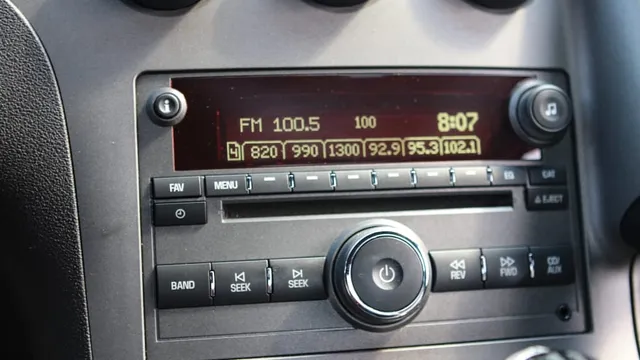 FM 100.5 100 8:07
4 820 990 1300 92.9 95.3 102.1
FAV MENU EQ CAT
EJECT
BAND SEEK SEEK REV FWD CD/AUX